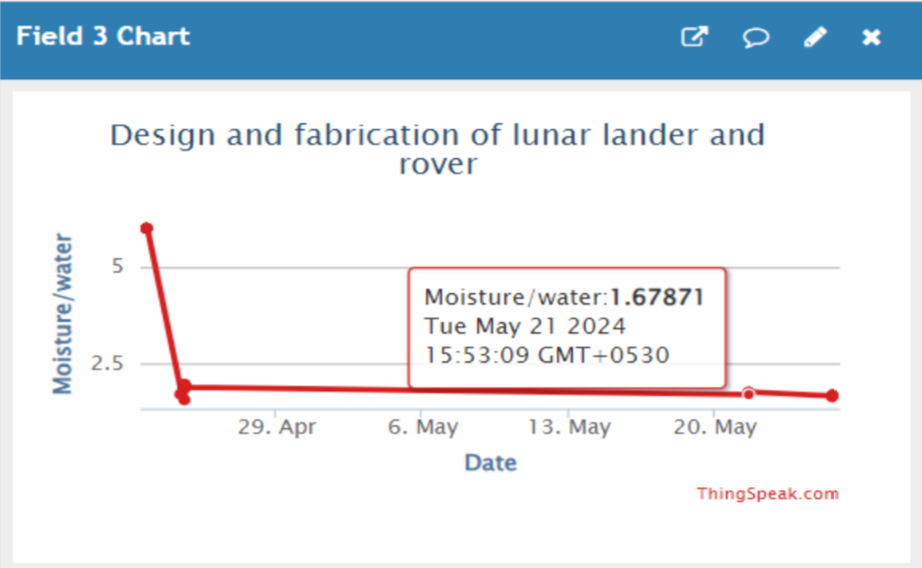 Field 3 Chart
Design and fabrication of lunar lander and
rover
Moisture/water
5
2.5
Moisture/water:1.67871
Tue May 21 2024
15:53:09 GMT+0530
29. Apr
6. May
13. May
20. May
Date
ThingSpeak.com